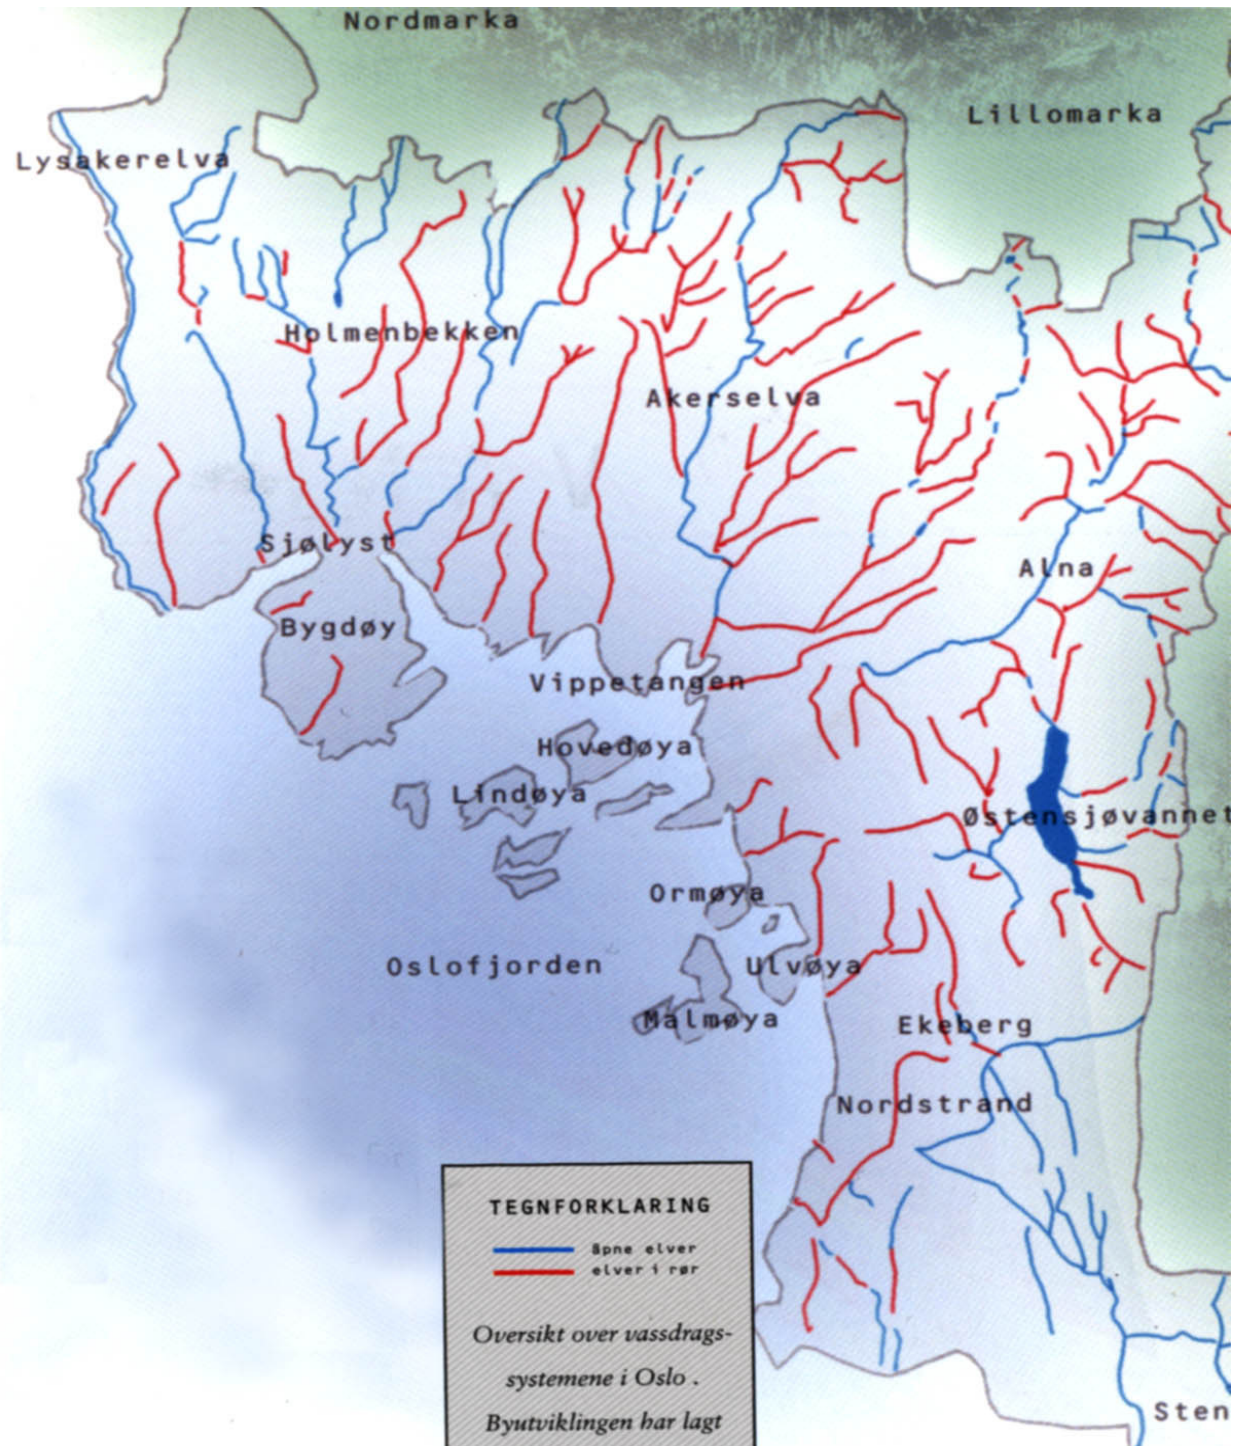 Nordmarka
Lillomarka
Lysakerelva
Holmenbekken
Akerselva
Sjølyst
Alna
Bygdøy
Vippetangen
Hovedøya
Lindøya
Østensjøvannet
Ormøya
Oslofjorden
Ulvøya
Malmøya
Ekeberg
Nordstrand
TEGNFORKLARING
åpne elver
elver i rør
Oversikt over vassdrags-
systemene i Oslo .
Byutviklingen har lagt
Sten